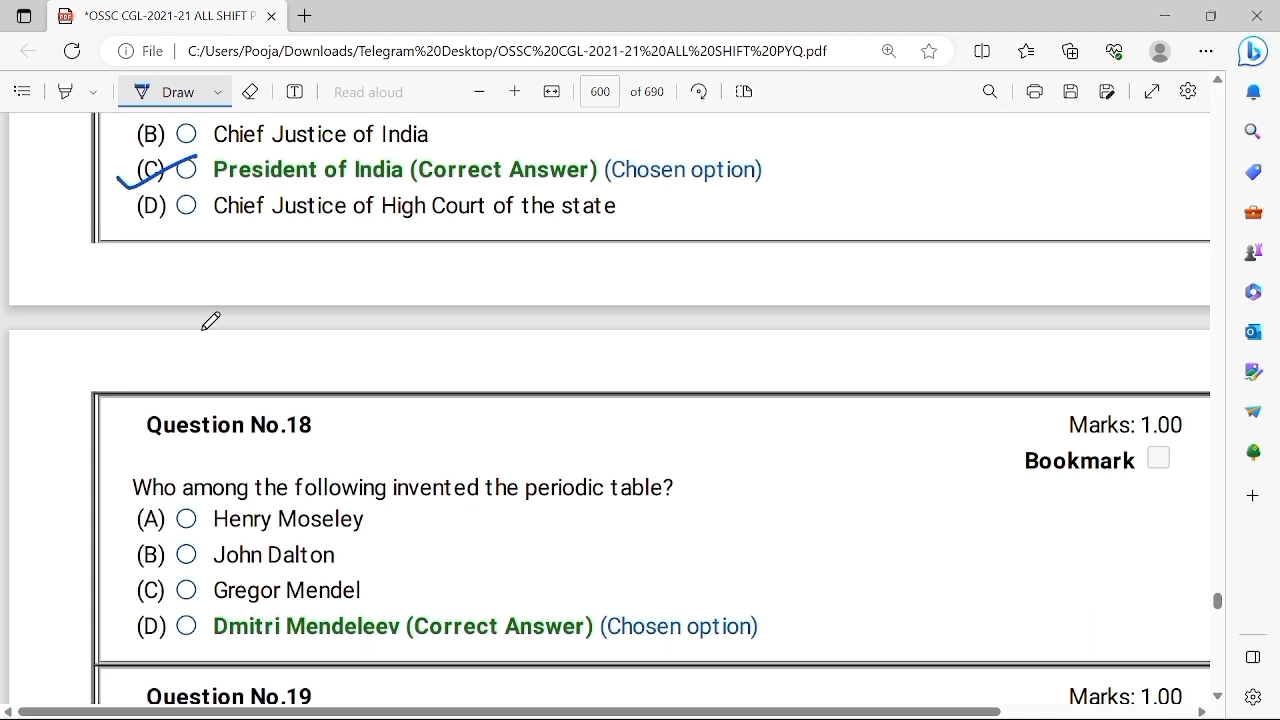 *OSSC CGL-2021-21 ALL SHIFT P
File C:/Users/Pooja/Downloads/Telegram%20Desktop/OSSC%20CGL-2021-21%20ALL%20SHIFT%20PYQ.pdf
Draw Read aloud 600 of 690
(B) Chief Justice of India
(C) President of India (Correct Answer) (Chosen option)
(D) Chief Justice of High Court of the state
Question No.18 Marks: 1.00
Bookmark
Who among the following invented the periodic table?
(A) Henry Moseley
(B) John Dalton
(C) Gregor Mendel
(D) Dmitri Mendeleev (Correct Answer) (Chosen option)
Question No.19 Marks: 1.00